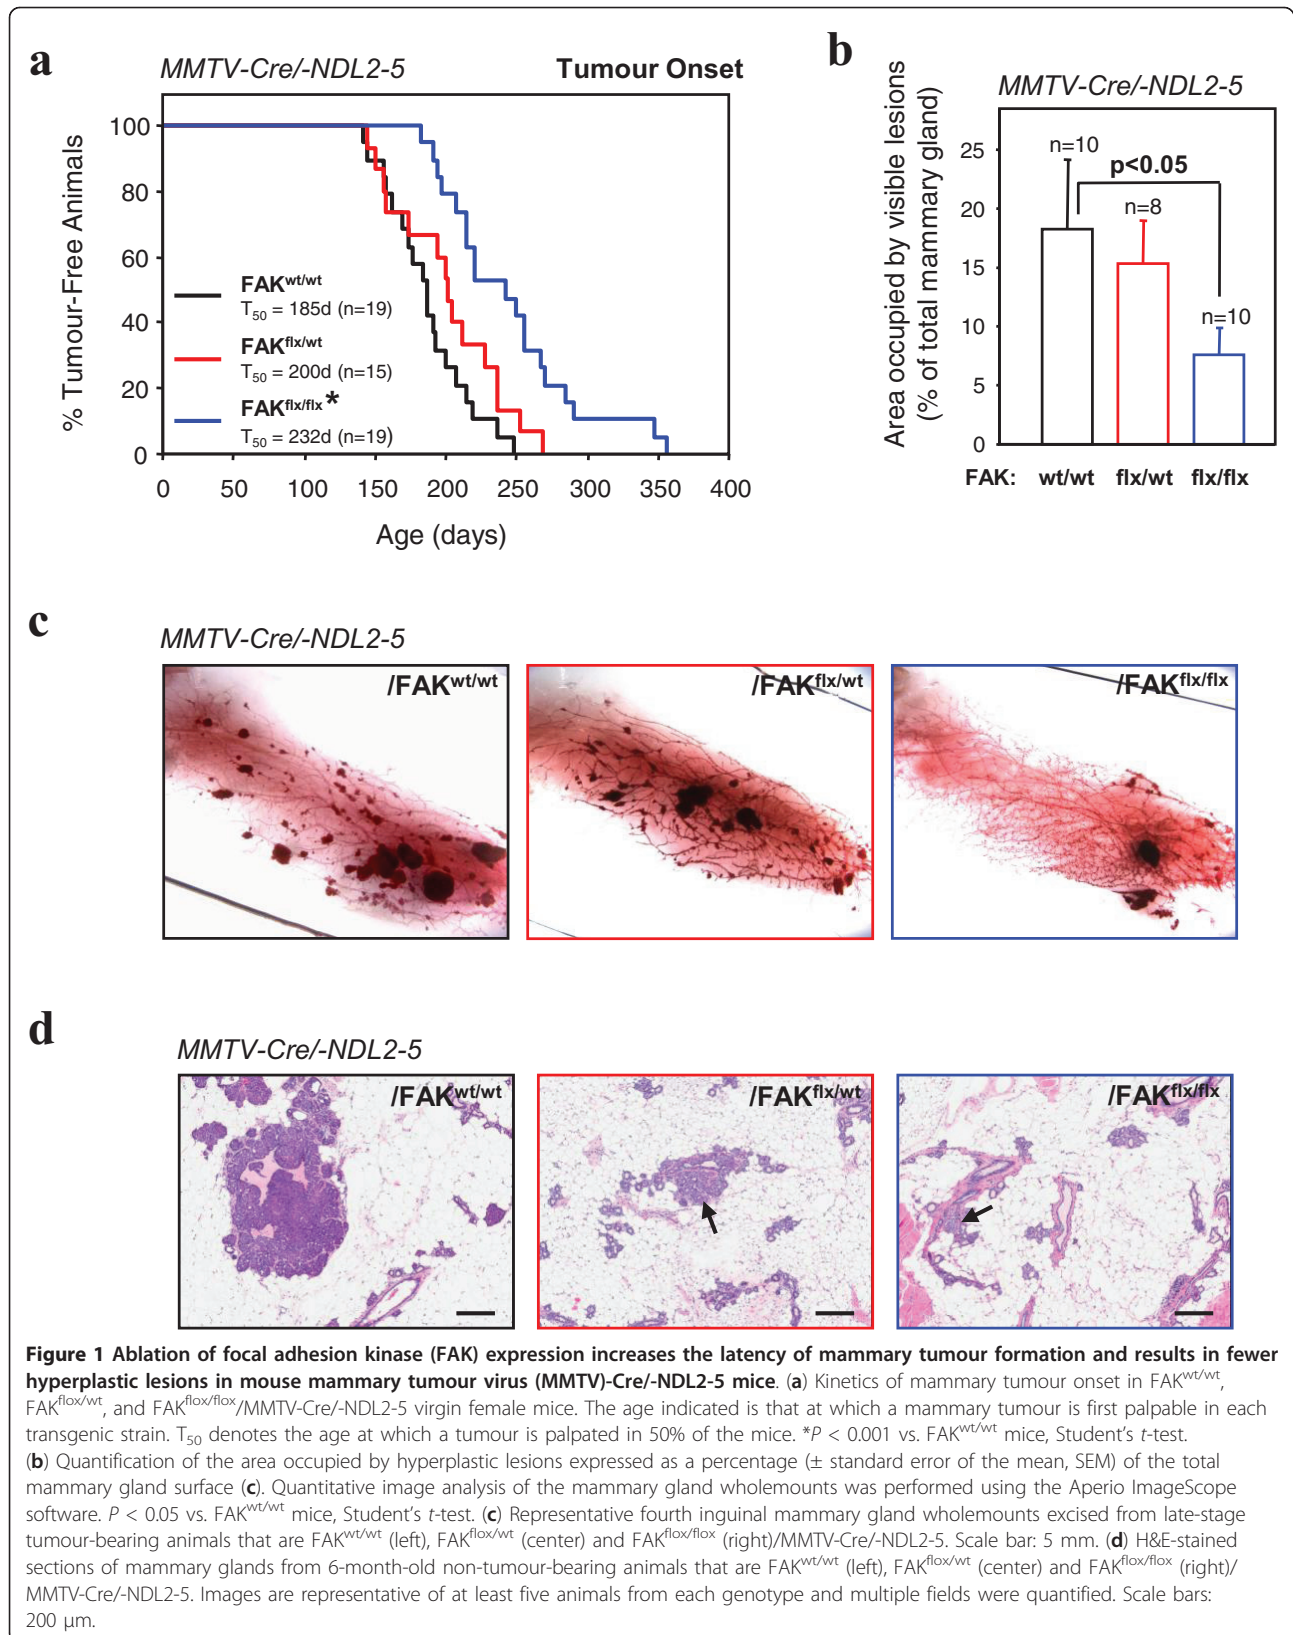 a
MMTV-Cre/-NDL2-5
Tumour Onset
% Tumour-Free Animals
100
80
60
40
20
0
FAKwt/wt
T50 = 185d (n=19)
FAKflx/wt
T50 = 200d (n=15)
FAKflx/flx *
T50 = 232d (n=19)
0 50 100 150 200 250 300 350 400
Age (days)
b
MMTV-Cre/-NDL2-5
Area occupied by visible lesions
(% of total mammary gland)
25
20
15
10
5
0
n=10
p<0.05
n=8
n=10
FAK: wt/wt flx/wt flx/flx
c
MMTV-Cre/-NDL2-5
/FAKwt/wt
/FAKflx/wt
/FAKflx/flx
d
MMTV-Cre/-NDL2-5
/FAKwt/wt
/FAKflx/wt
/FAKflx/flx
Figure 1 Ablation of focal adhesion kinase (FAK) expression increases the latency of mammary tumour formation and results in fewer
hyperplastic lesions in mouse mammary tumour virus (MMTV)-Cre/-NDL2-5 mice. (a) Kinetics of mammary tumour onset in FAKwt/wt,
FAKflox/wt, and FAKflox/flox/MMTV-Cre/-NDL2-5 virgin female mice. The age indicated is that at which a mammary tumour is first palpable in each
transgenic strain. T50 denotes the age at which a tumour is palpated in 50% of the mice. *P < 0.001 vs. FAKwt/wt mice, Student's t-test.
(b) Quantification of the area occupied by hyperplastic lesions expressed as a percentage (± standard error of the mean, SEM) of the total
mammary gland surface (c). Quantitative image analysis of the mammary gland wholemounts was performed using the Aperio ImageScope
software. P < 0.05 vs. FAKwt/wt mice, Student's t-test. (c) Representative fourth inguinal mammary gland wholemounts excised from late-stage
tumour-bearing animals that are FAKwt/wt (left), FAKflox/wt (center) and FAKflox/flox (right)/MMTV-Cre/-NDL2-5. Scale bar: 5 mm. (d) H&E-stained
sections of mammary glands from 6-month-old non-tumour-bearing animals that are FAKwt/wt (left), FAKflox/wt (center) and FAKflox/flox (right)/
MMTV-Cre/-NDL2-5. Images are representative of at least five animals from each genotype and multiple fields were quantified. Scale bars:
200 μm.